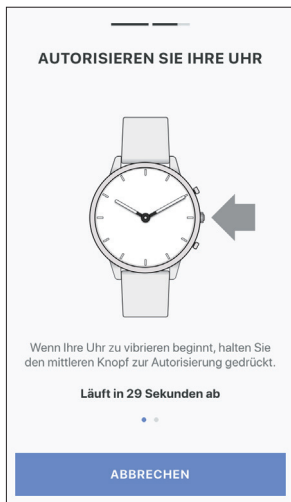 AUTORISIEREN SIE IHRE UHR
Wenn Ihre Uhr zu vibrieren beginnt, halten Sie
den mittleren Knopf zur Autorisierung gedrückt.
Läuft in 29 Sekunden ab
ABBRECHEN